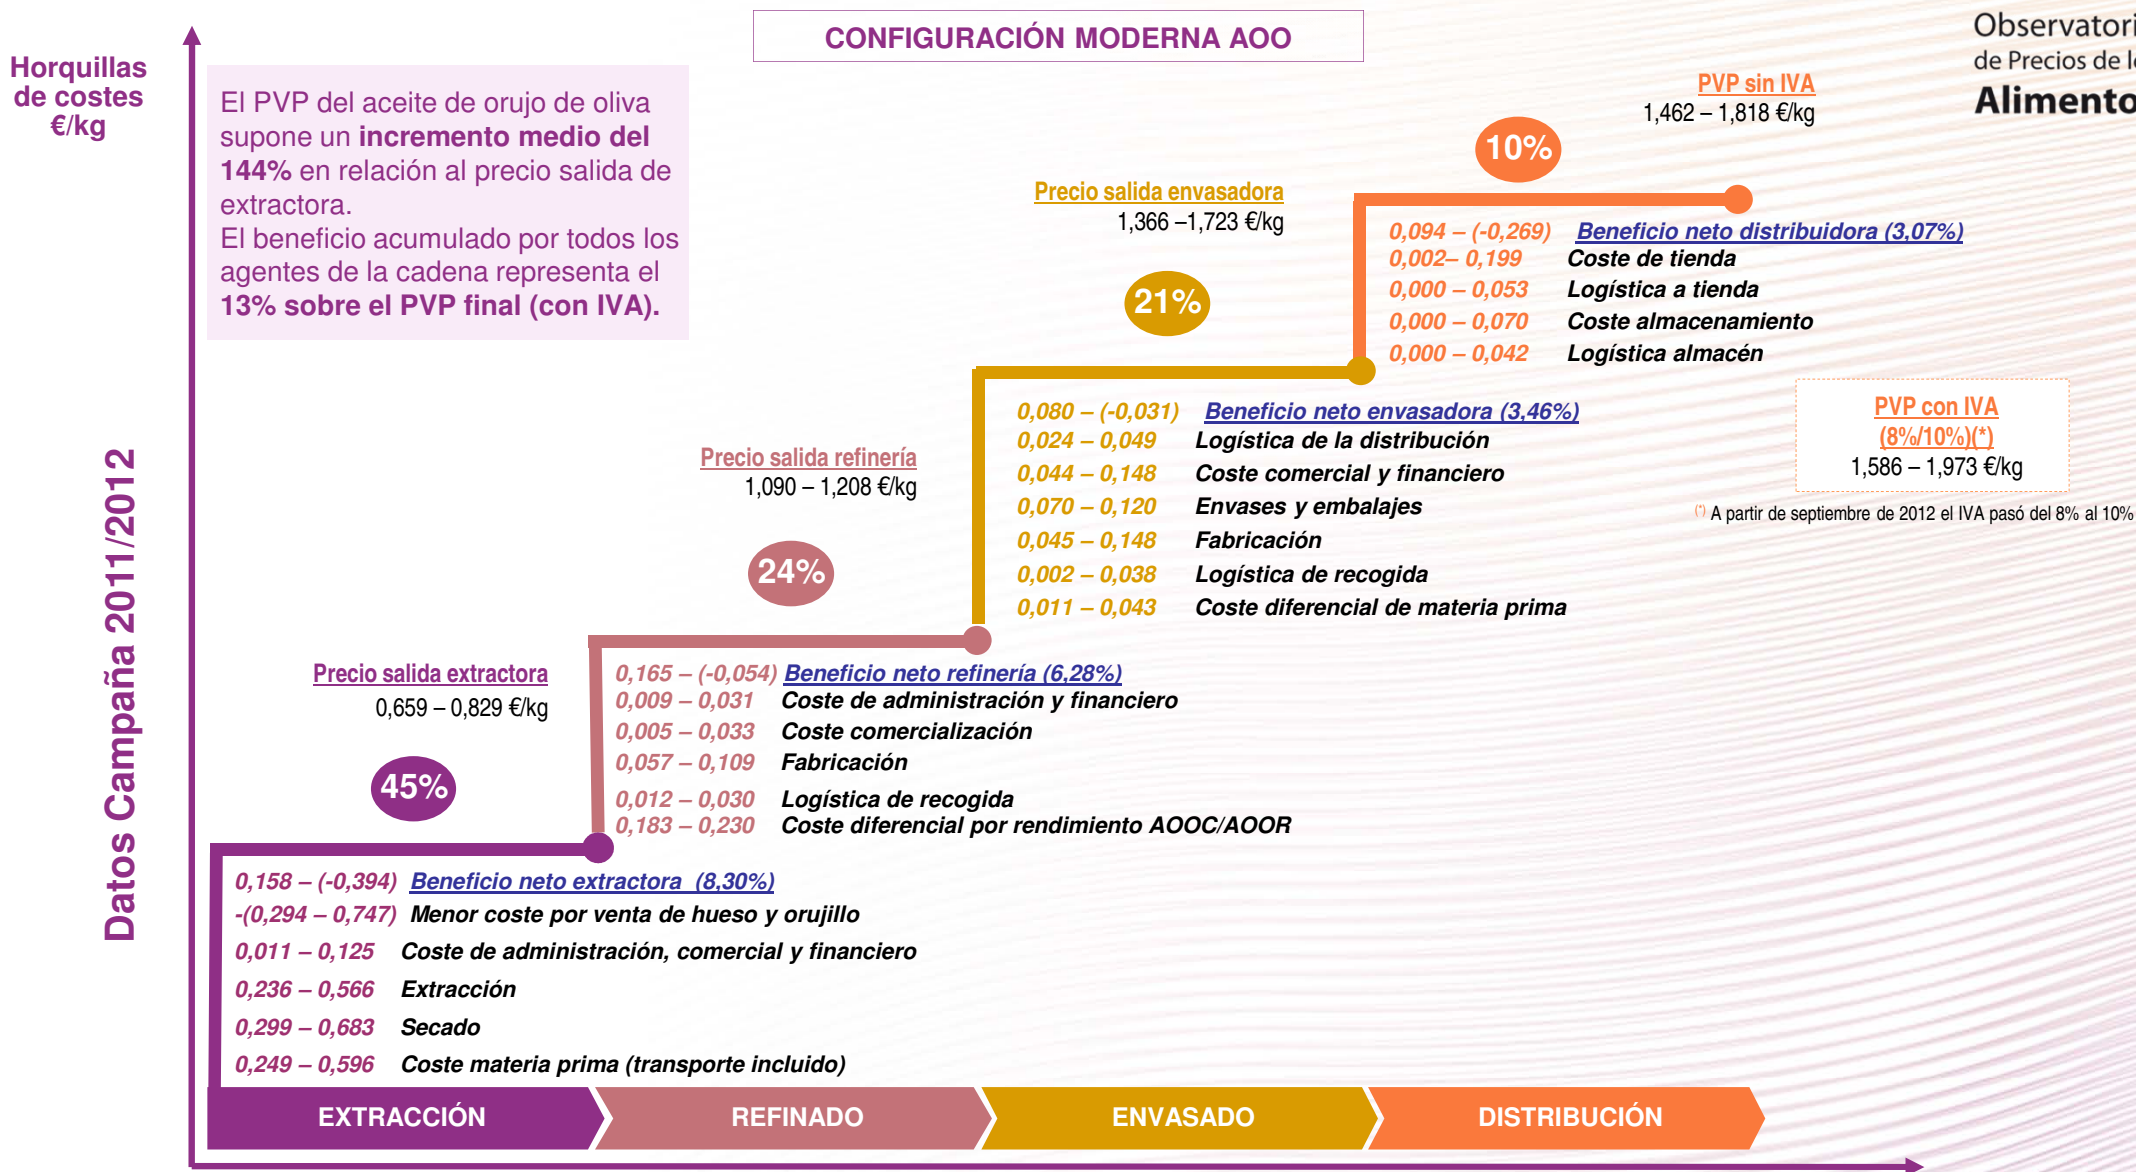 CONFIGURACIÓN MODERNA AOO
Observatori
de Precios de l
Alimento
Horquillas
de costes
€/kg
El PVP del aceite de orujo de oliva
supone un incremento medio del
144% en relación al precio salida de
extractora.
El beneficio acumulado por todos los
agentes de la cadena representa el
13% sobre el PVP final (con IVA).
PVP sin IVA
1,462 – 1,818 €/kg
10%
Precio salida envasadora
1,366 –1,723 €/kg
21%
0,094 – (-0,269) Beneficio neto distribuidora (3,07%)
0,002– 0,199 Coste de tienda
0,000 – 0,053 Logística a tienda
0,000 – 0,070 Coste almacenamiento
0,000 – 0,042 Logística almacén
PVP con IVA
(8%/10%)(*)
1,586 – 1,973 €/kg
(*) A partir de septiembre de 2012 el IVA pasó del 8% al 10%
0,080 – (-0,031) Beneficio neto envasadora (3,46%)
0,024 – 0,049 Logística de la distribución
0,044 – 0,148 Coste comercial y financiero
0,070 – 0,120 Envases y embalajes
0,045 – 0,148 Fabricación
0,002 – 0,038 Logística de recogida
0,011 – 0,043 Coste diferencial de materia prima
Precio salida refinería
1,090 – 1,208 €/kg
24%
Datos Campaña 2011/2012
0,165 – (-0,054) Beneficio neto refinería (6,28%)
0,009 – 0,031 Coste de administración y financiero
0,005 – 0,033 Coste comercialización
0,057 – 0,109 Fabricación
0,012 – 0,030 Logística de recogida
0,183 – 0,230 Coste diferencial por rendimiento AOOC/AOOR
Precio salida extractora
0,659 – 0,829 €/kg
45%
0,158 – (-0,394) Beneficio neto extractora (8,30%)
-(0,294 – 0,747) Menor coste por venta de hueso y orujillo
0,011 – 0,125 Coste de administración, comercial y financiero
0,236 – 0,566 Extracción
0,299 – 0,683 Secado
0,249 – 0,596 Coste materia prima (transporte incluido)
EXTRACCIÓN
REFINADO
ENVASADO
DISTRIBUCIÓN